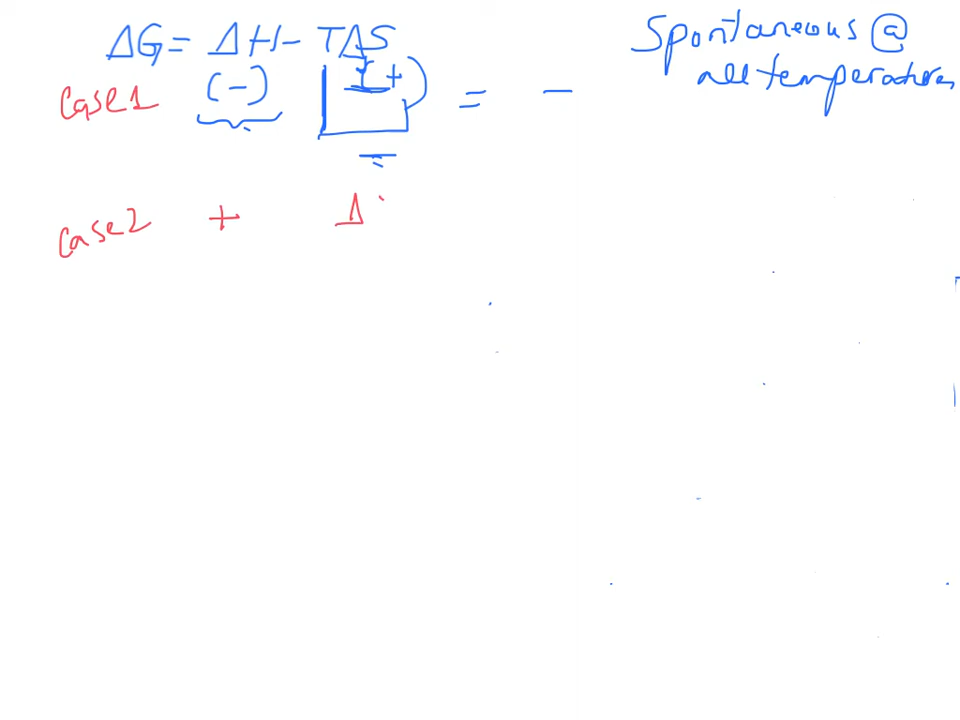 ΔG = ΔH - TΔS
Spontaneous @
all temperatures
Case 1 (-) + ) = -
Case 2 + Δ